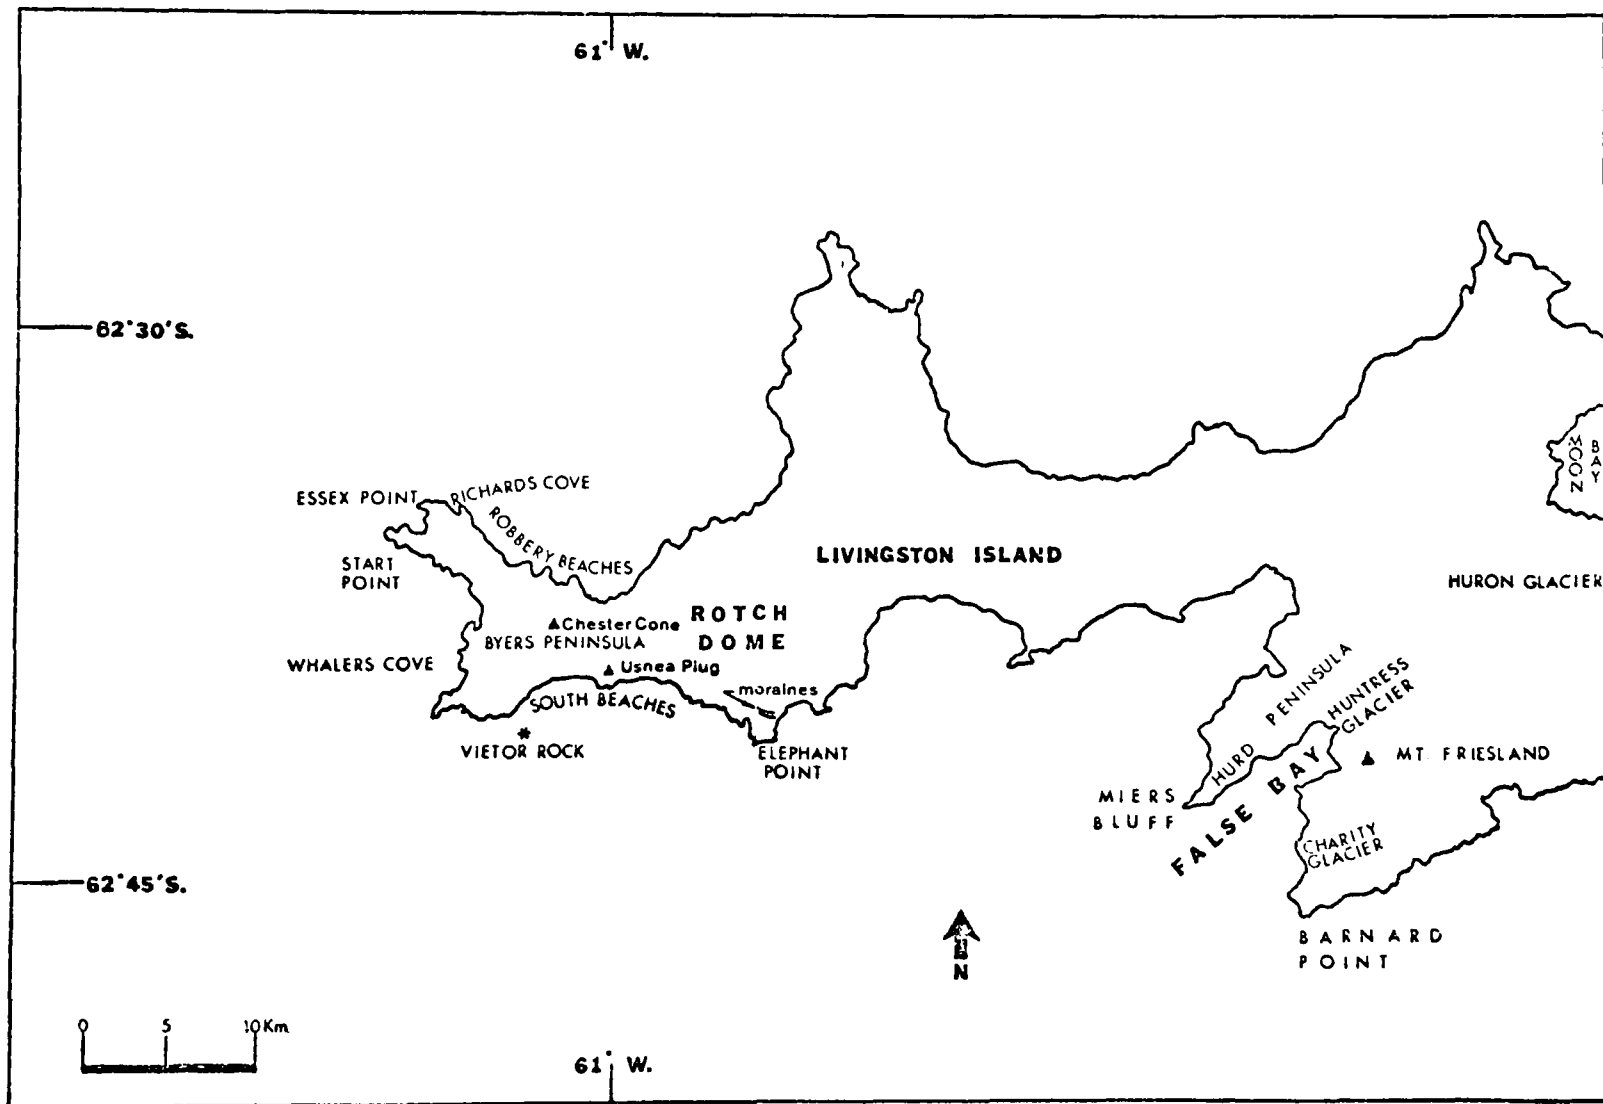 61° W.
62°30'S.
MOON
BAY
ESSEX POINT
RICHARDS COVE
ROBBERY BEACHES
LIVINGSTON ISLAND
START
POINT
HURON GLACIER
ROTCH
DOME
Chester Cone
BYERS PENINSULA
WHALERS COVE
Usnea Plug
SOUTH BEACHES
moraines
VIETOR ROCK
ELEPHANT
POINT
HURD PENINSULA
HUNTRESS
GLACIER
MT. FRIESLAND
MIERS
BLUFF
FALSE BAY
CHARITY
GLACIER
62°45'S.
BARNARD
POINT
N
0 5 10Km
61° W.